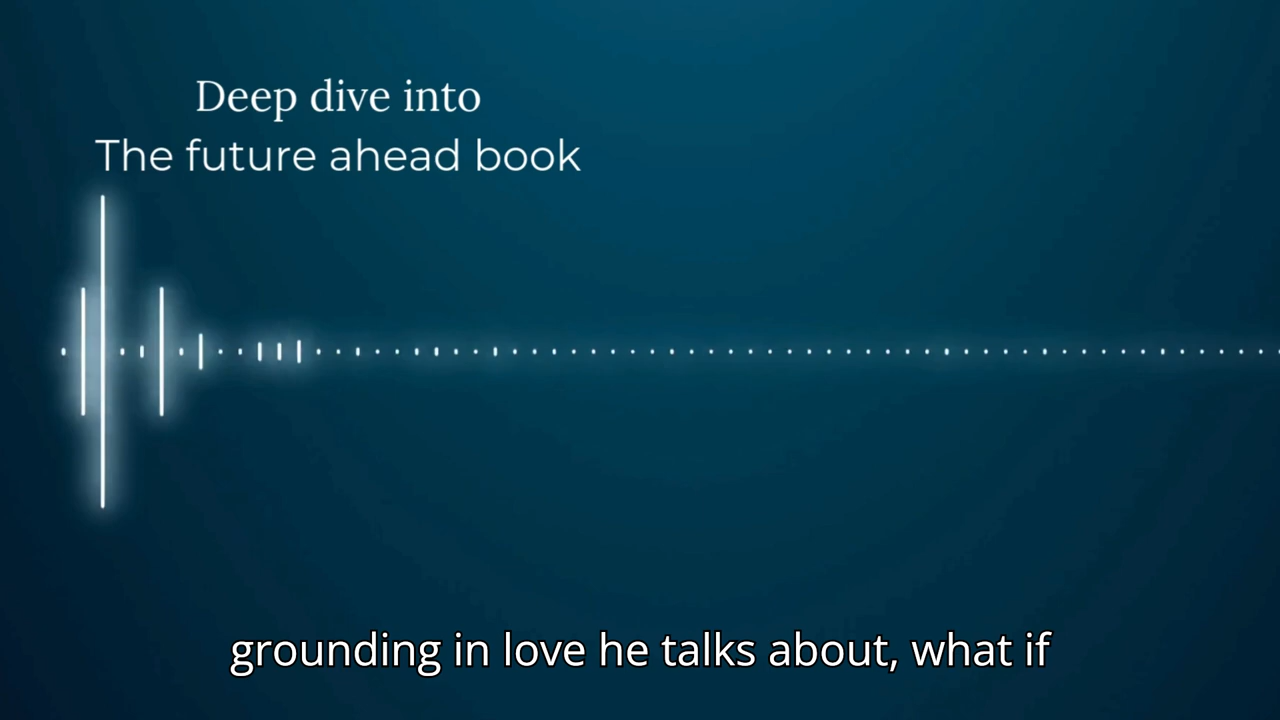 Deep dive into
The future ahead book
grounding in love he talks about, what if